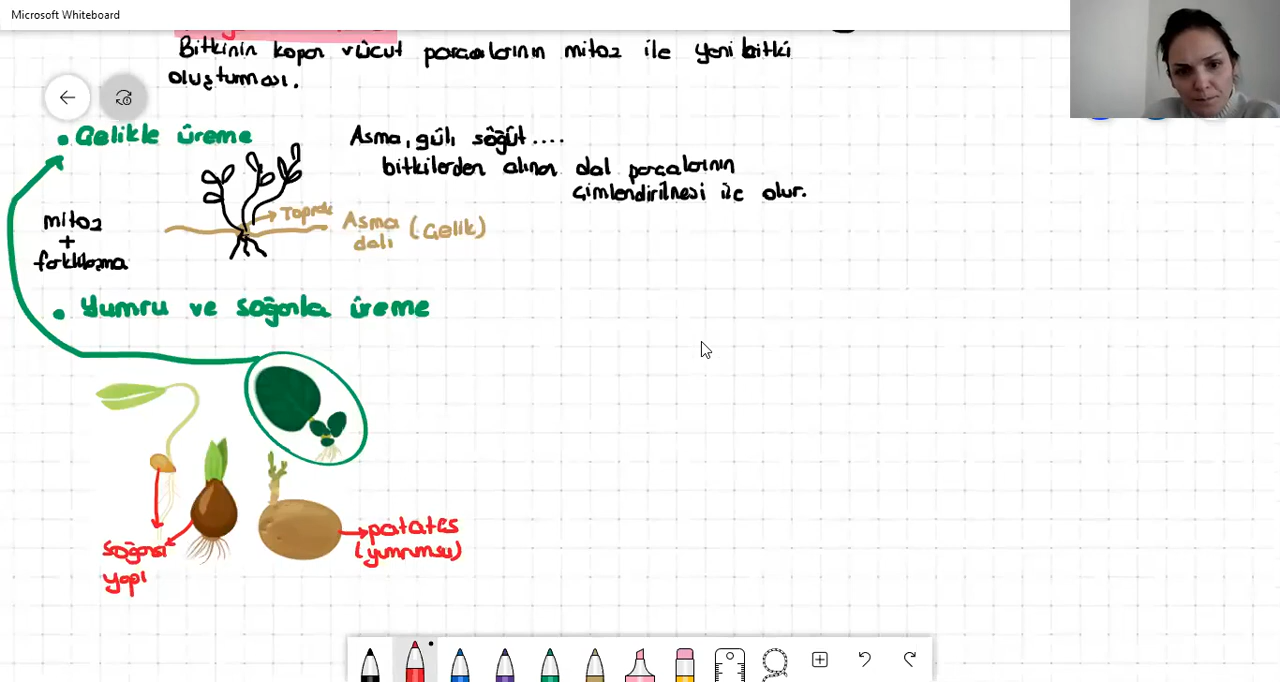 Microsoft Whiteboard
Bitkinin kopan vücut parçalarının mitoz ile yeni bitki
oluşturması.
• Çelikle üreme
Asma, gül, söğüt....
bitkilerden alınan dal parçalarının
çimlendirilmesi ile olur.
Toprak
Asma (Çelik)
dalı
mitoz
+
farklılaşma
• Yumru ve soğanla üreme
patates
(yumrusu)
soğansı
yapı